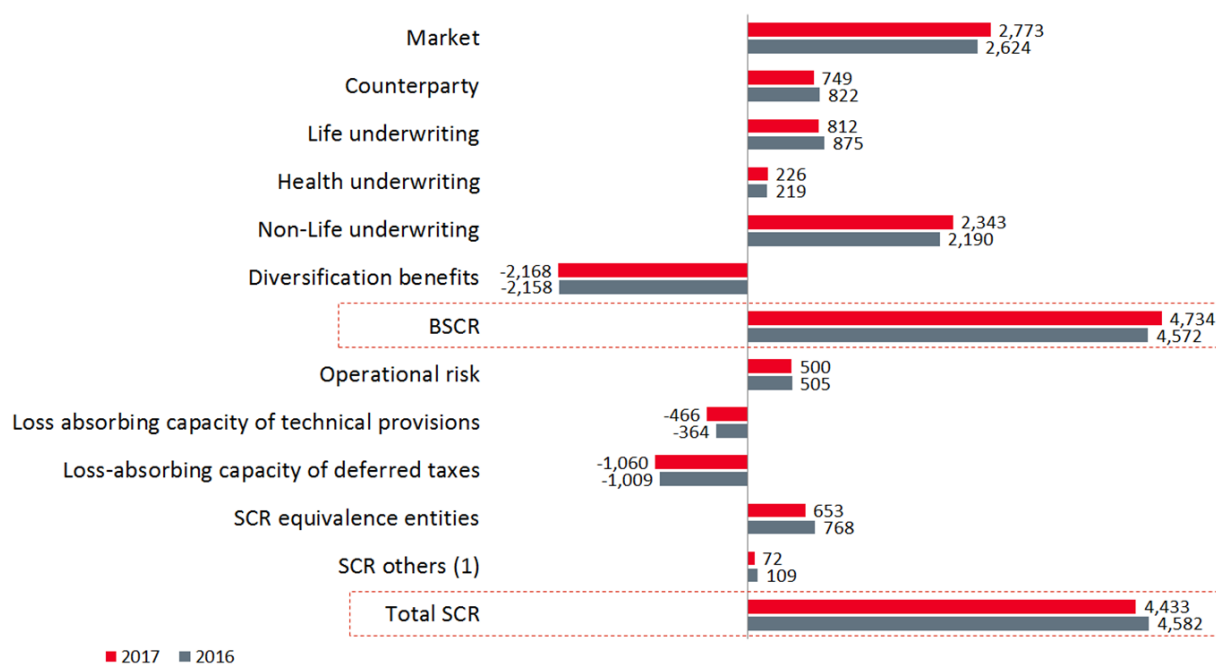 Market 2,773
2,624
Counterparty 749
822
Life underwriting 812
875
Health underwriting 226
219
Non-Life underwriting 2,343
2,190
Diversification benefits -2,168
-2,158
BSCR 4,734
4,572
Operational risk 500
505
Loss absorbing capacity of technical provisions -466
-364
Loss-absorbing capacity of deferred taxes -1,060
-1,009
SCR equivalence entities 653
768
SCR others (1) 72
109
Total SCR 4,433
4,582
2017 2016